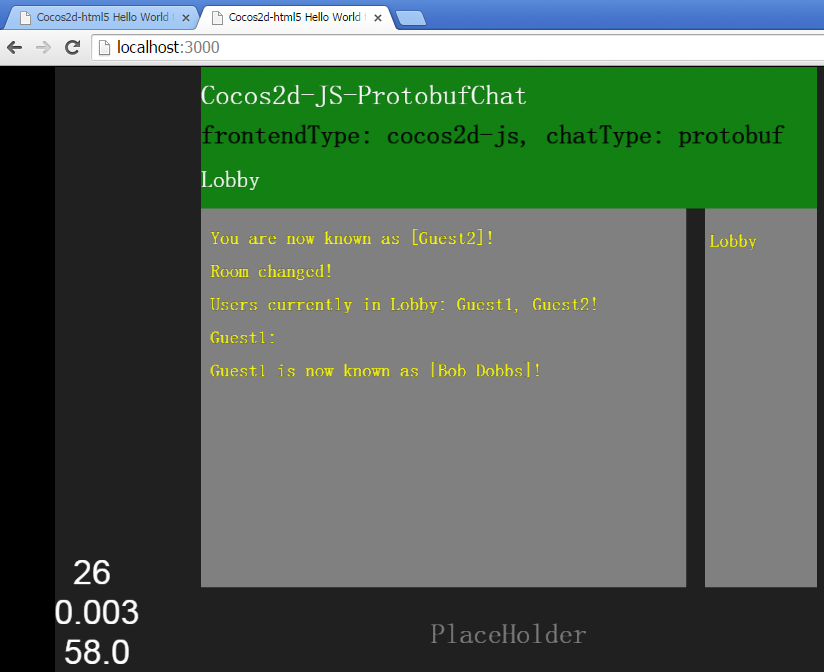 Cocos2d-html5 Hello World
Cocos2d-html5 Hello World
localhost:3000
Cocos2d-JS-ProtobufChat
frontendType: cocos2d-js, chatType: protobuf
Lobby
You are now known as [Guest2]!
Room changed!
Users currently in Lobby: Guest1, Guest2!
Guest1:
Guest1 is now known as [Bob Dobbs]!
Lobby
26
0.003
58.0
PlaceHolder